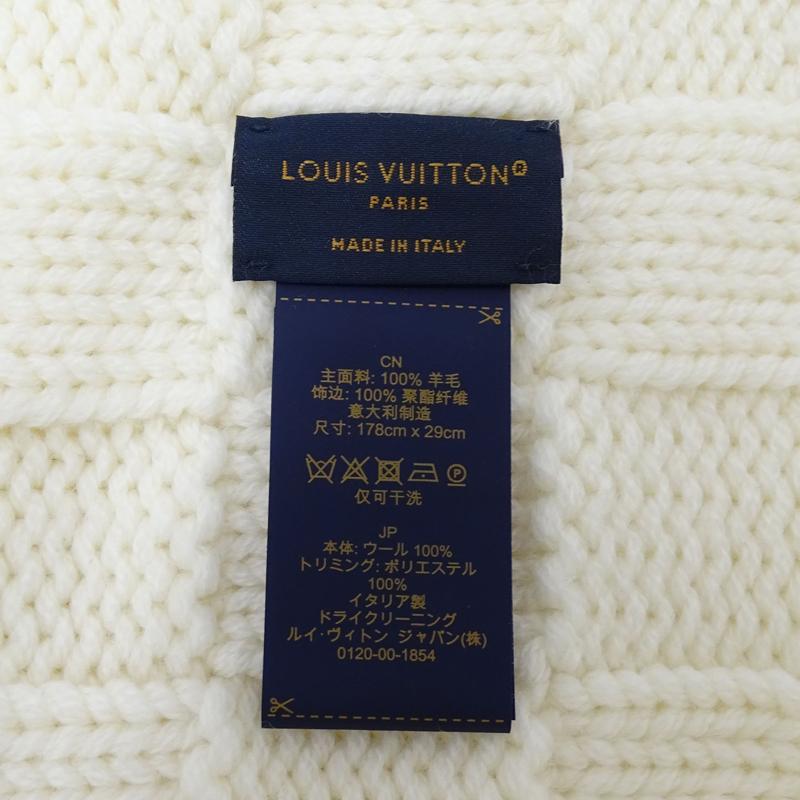 LOUIS VUITTON®
PARIS
MADE IN ITALY
CN
主面料: 100% 羊毛
饰边: 100% 聚酯纤维
意大利制造
尺寸: 178cm x 29cm
P
仅可干洗
JP
本体: ウール 100%
トリミング: ポリエステル
100%
イタリア製
ドライクリーニング
ルイ·ヴィトン ジャパン(株)
0120-00-1854